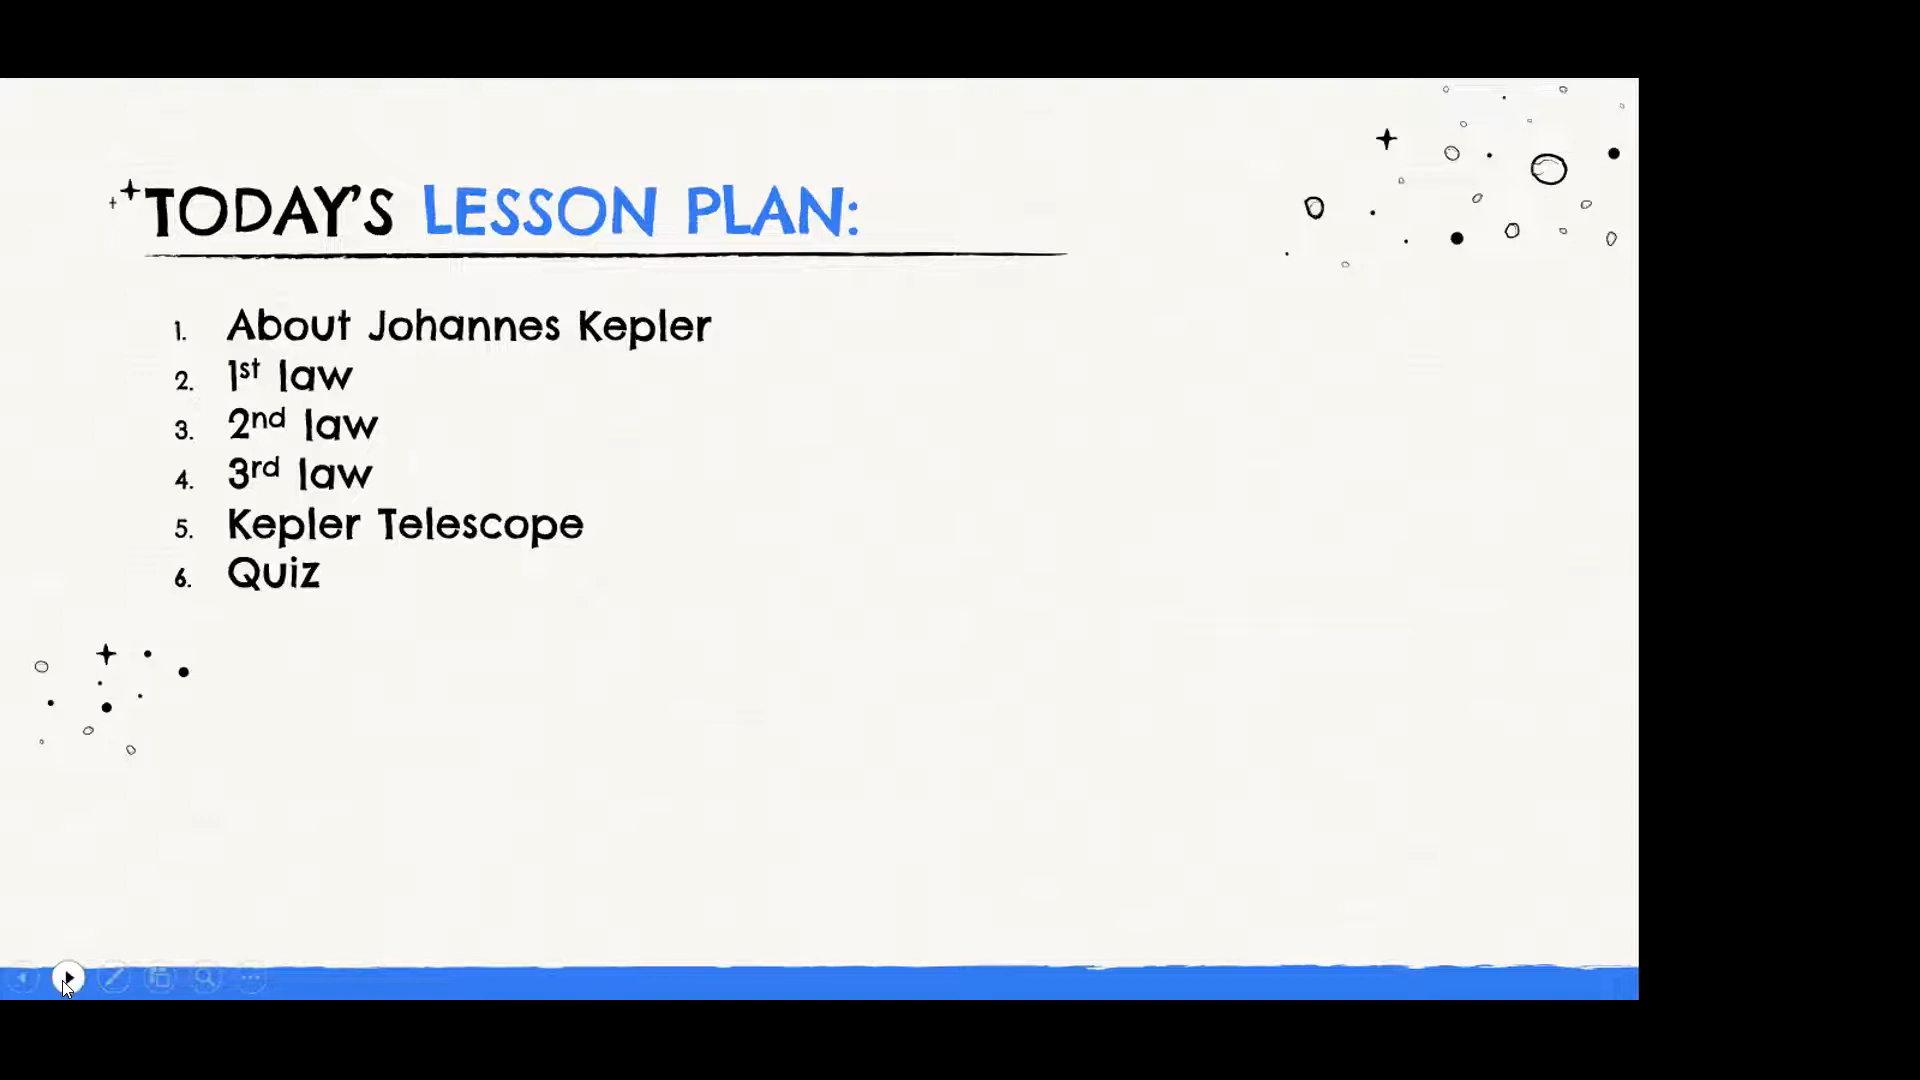 TODAY’S LESSON PLAN:
1. About Johannes Kepler
2. 1st law
3. 2nd law
4. 3rd law
5. Kepler Telescope
6. Quiz